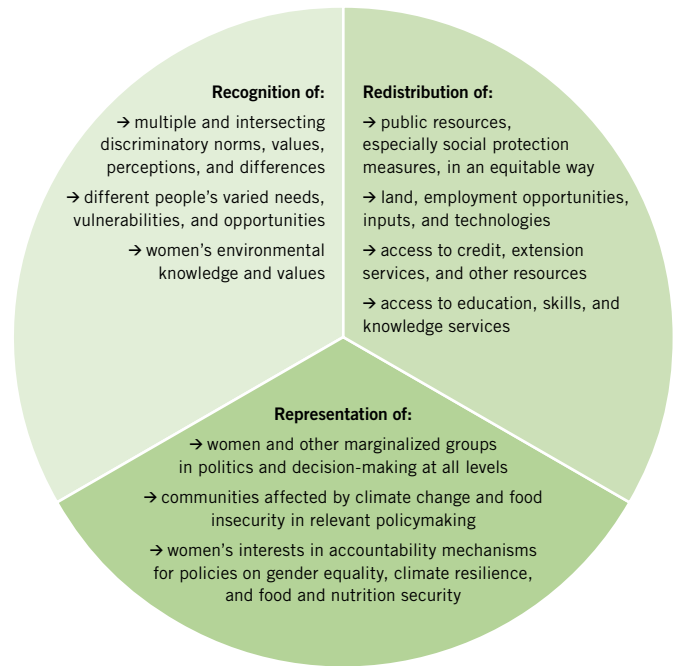 Recognition of:
→ multiple and intersecting
discriminatory norms, values,
perceptions, and differences
→ different people’s varied needs,
vulnerabilities, and opportunities
→ women’s environmental
knowledge and values
Redistribution of:
→ public resources,
especially social protection
measures, in an equitable way
→ land, employment opportunities,
inputs, and technologies
→ access to credit, extension
services, and other resources
→ access to education, skills, and
knowledge services
Representation of:
→ women and other marginalized groups
in politics and decision-making at all levels
→ communities affected by climate change and food
insecurity in relevant policymaking
→ women’s interests in accountability mechanisms
for policies on gender equality, climate resilience,
and food and nutrition security